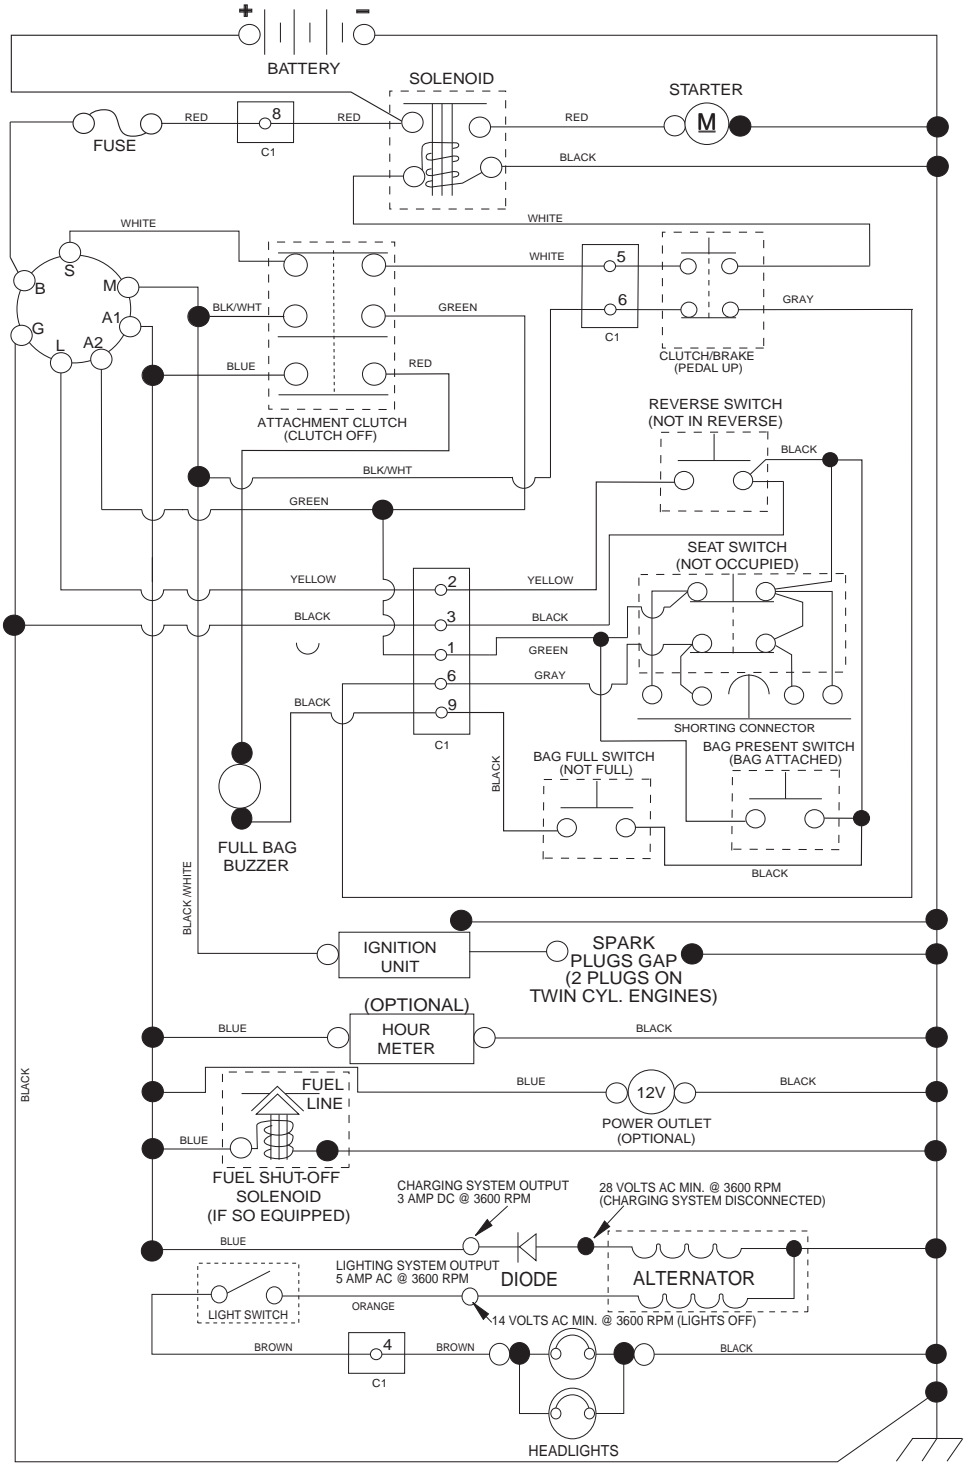 + −
BATTERY
SOLENOID
STARTER
RED
8
RED
RED
M
FUSE
C1
BLACK
WHITE
WHITE
S
WHITE
5
B
M
BLK/WHT
GREEN
6
GRAY
A1
G
C1
L
A2
BLUE
RED
CLUTCH/BRAKE
(PEDAL UP)
ATTACHMENT CLUTCH
(CLUTCH OFF)
REVERSE SWITCH
(NOT IN REVERSE)
BLACK
BLK/WHT
GREEN
SEAT SWITCH
(NOT OCCUPIED)
YELLOW
2
YELLOW
BLACK
3
BLACK
1
GREEN
6
GRAY
BLACK
9
SHORTING CONNECTOR
C1
BAG PRESENT SWITCH
(BAG ATTACHED)
BAG FULL SWITCH
(NOT FULL)
BLACK
FULL BAG
BUZZER
BLACK
BLACK /WHITE
IGNITION
UNIT
SPARK
PLUGS GAP
(2 PLUGS ON
TWIN CYL. ENGINES)
(OPTIONAL)
HOUR
METER
BLUE
BLACK
BLACK
FUEL
LINE
BLUE
12V
BLACK
POWER OUTLET
(OPTIONAL)
BLUE
FUEL SHUT-OFF
SOLENOID
(IF SO EQUIPPED)
CHARGING SYSTEM OUTPUT
3 AMP DC @ 3600 RPM
28 VOLTS AC MIN. @ 3600 RPM
(CHARGING SYSTEM DISCONNECTED)
BLUE
LIGHTING SYSTEM OUTPUT
5 AMP AC @ 3600 RPM
DIODE
ALTERNATOR
LIGHT SWITCH
ORANGE
14 VOLTS AC MIN. @ 3600 RPM (LIGHTS OFF)
BROWN
4
BROWN
BLACK
C1
HEADLIGHTS